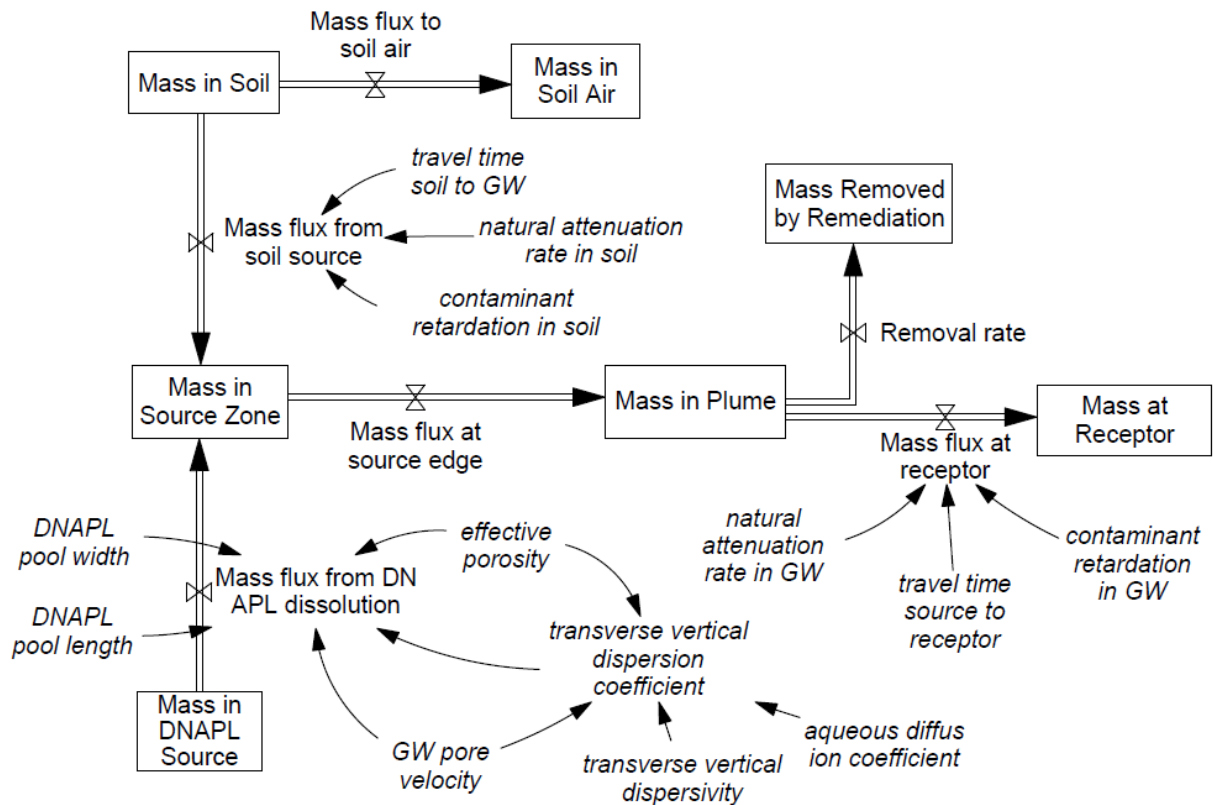 Mass flux to
soil air
Mass in Soil
Mass in
Soil Air
travel time
soil to GW
Mass flux from
soil source
natural attenuation
rate in soil
contaminant
retardation in soil
Mass Removed
by Remediation
Removal rate
Mass in
Source Zone
Mass flux at
source edge
Mass in Plume
Mass at
Receptor
Mass flux at
receptor
natural
attenuation
rate in GW
travel time
source to
receptor
contaminant
retardation
in GW
DNAPL
pool width
DNAPL
pool length
Mass flux from DN
APL dissolution
effective
porosity
transverse vertical
dispersion
coefficient
Mass in
DNAPL
Source
GW pore
velocity
transverse vertical
dispersivity
aqueous diffus
ion coefficient